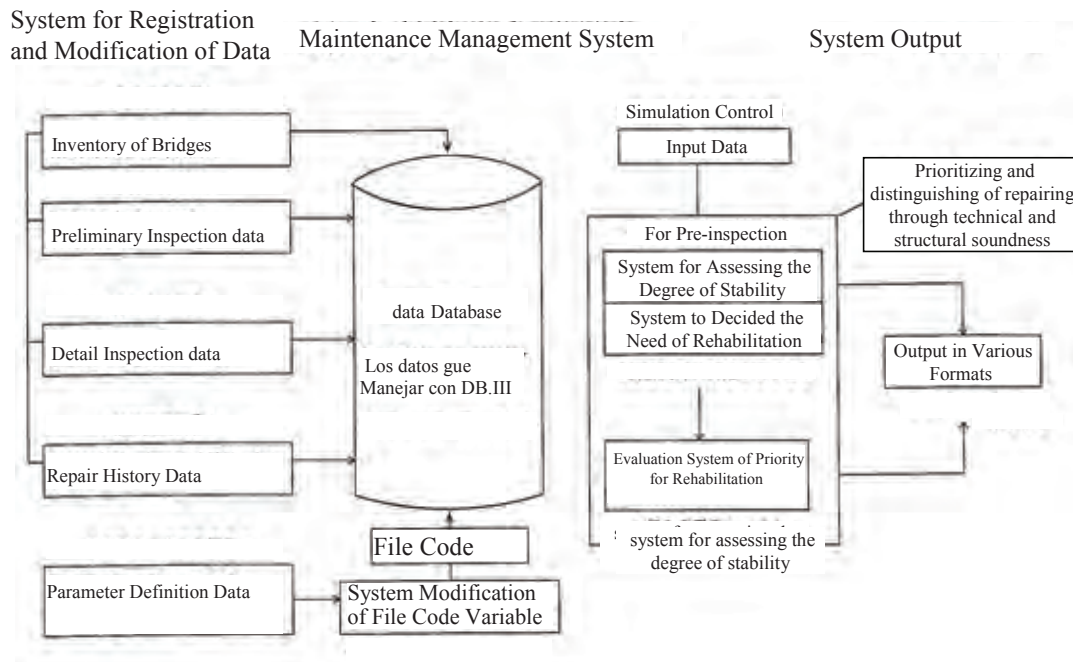 System for Registration
and Modification of Data
Maintenance Management System
System Output
Inventory of Bridges
Preliminary Inspection data
Detail Inspection data
Repair History Data
Parameter Definition Data
data Database
Los datos gue
Manejar con DB.III
File Code
System Modification
of File Code Variable
Simulation Control
Input Data
For Pre-inspection
System for Assessing the
Degree of Stability
System to Decided the
Need of Rehabilitation
Evaluation System of Priority
for Rehabilitation
system for assessing the
degree of stability
Prioritizing and
distinguishing of repairing
through technical and
structural soundness
Output in Various
Formats